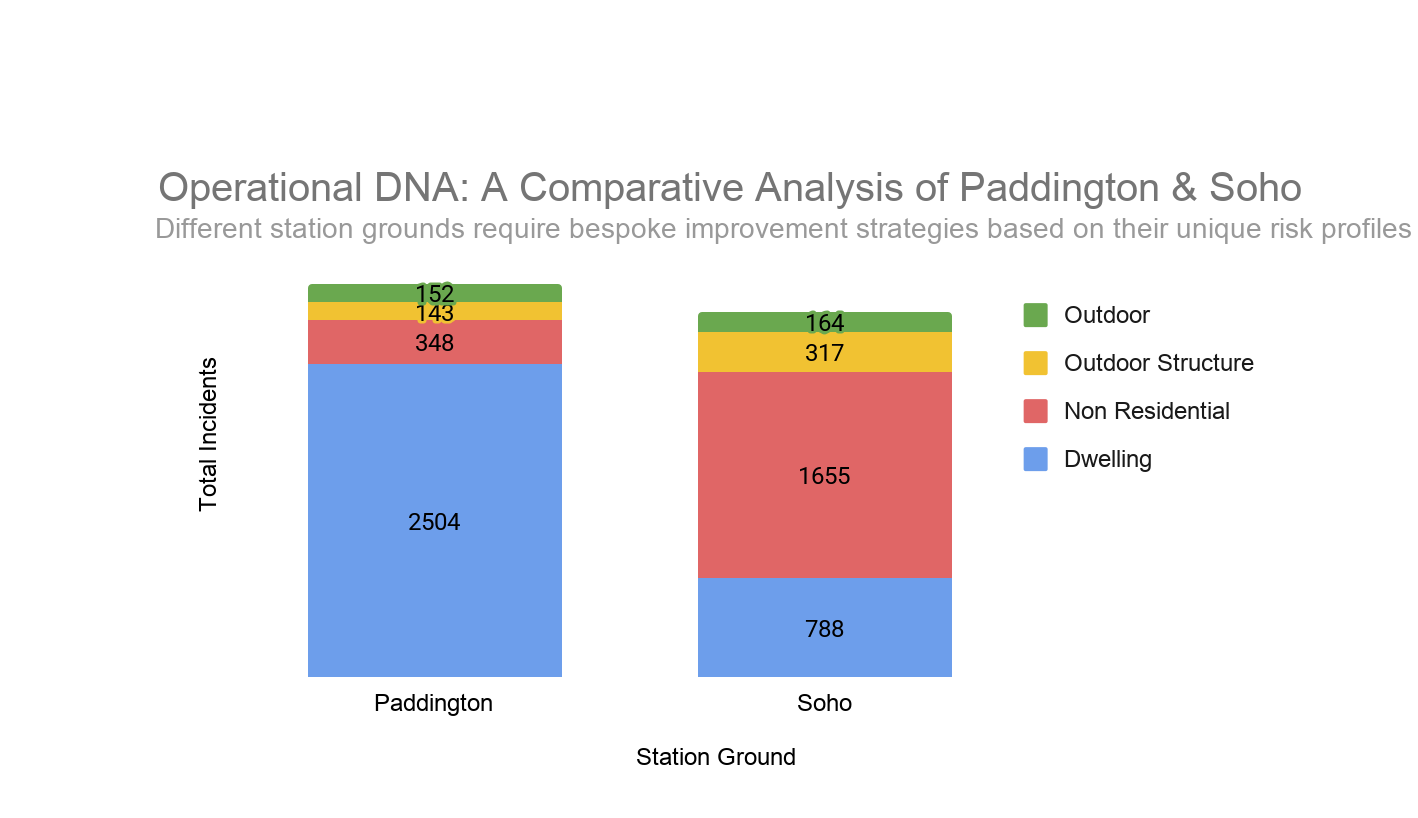 Operational DNA: A Comparative Analysis of Paddington & Soho
Different station grounds require bespoke improvement strategies based on their unique risk profiles
Total Incidents
152
143
348
2504
164
317
1655
788
Outdoor
Outdoor Structure
Non Residential
Dwelling
Paddington
Soho
Station Ground